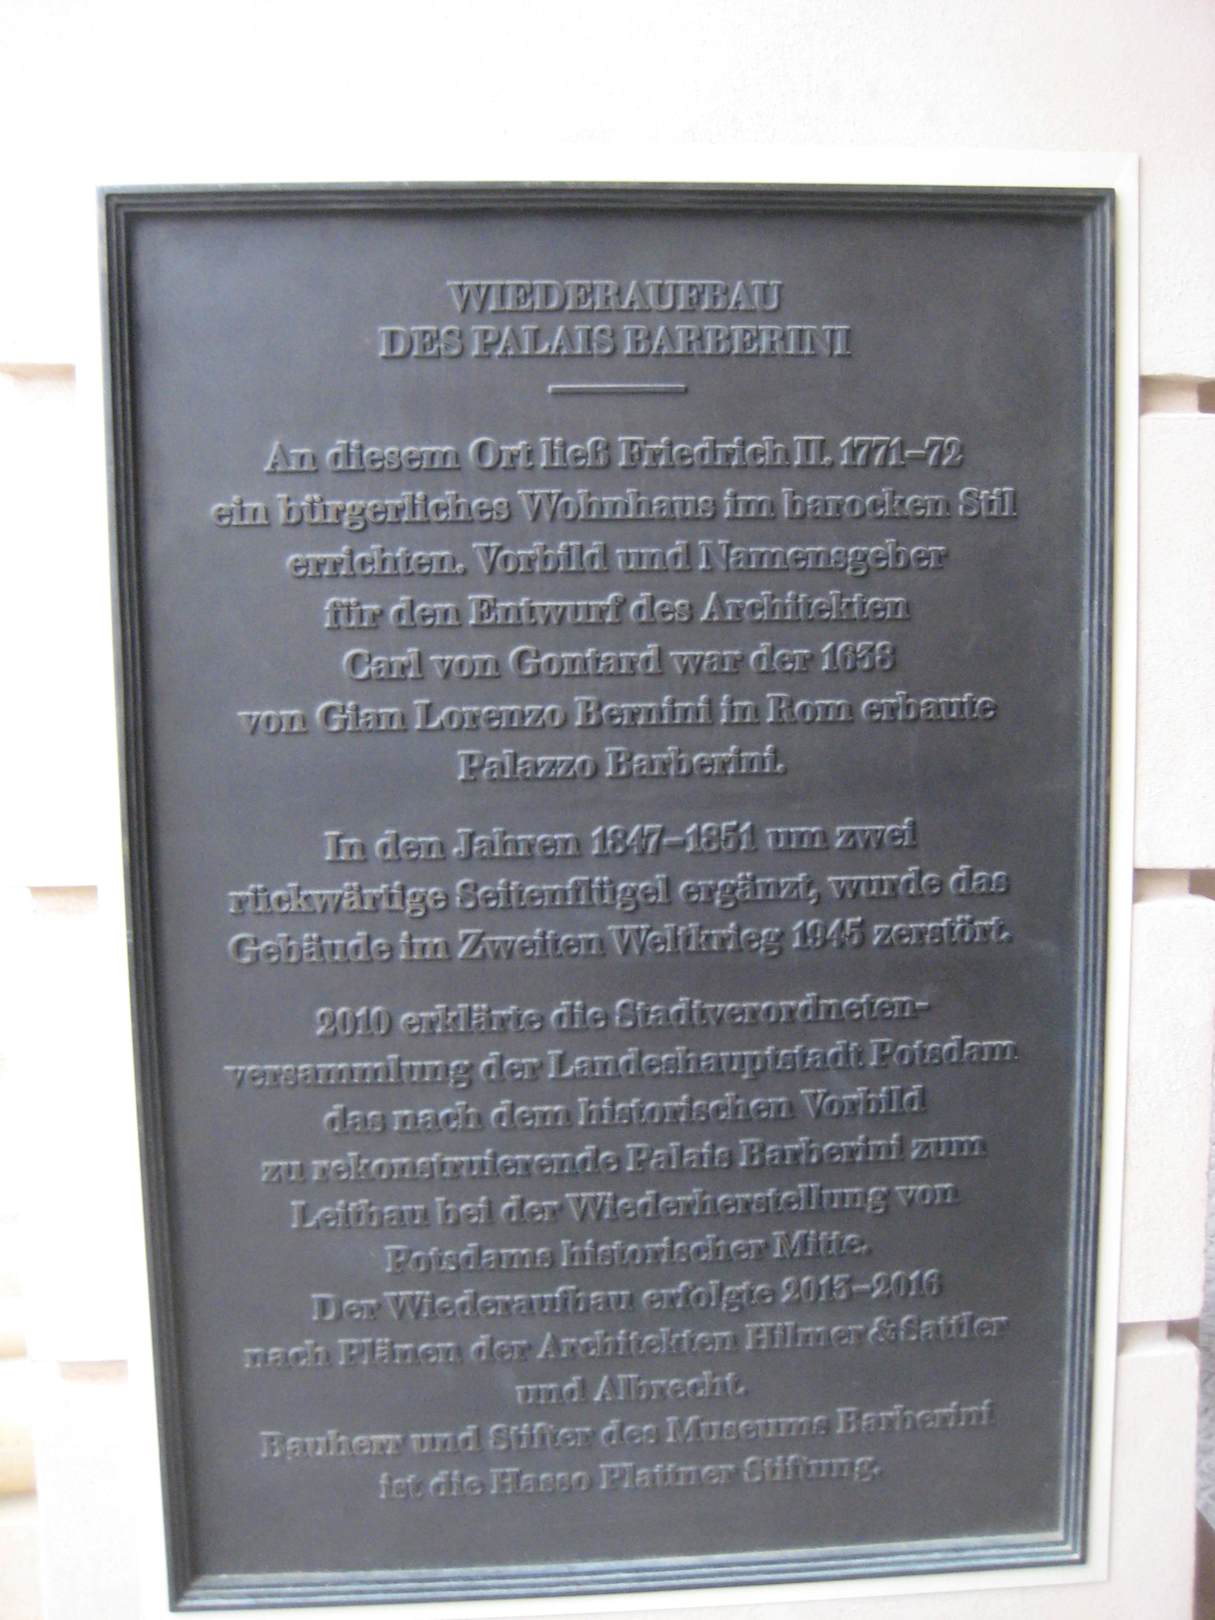 WIEDERAUFBAU
DES PALAIS BARBERINI
An diesem Ort ließ Friedrich II. 1771–72
ein bürgerliches Wohnhaus im barocken Stil
errichten. Vorbild und Namensgeber
für den Entwurf des Architekten
Carl von Gontard war der 1638
von Gian Lorenzo Bernini in Rom erbaute
Palazzo Barberini.
In den Jahren 1847–1851 um zwei
rückwärtige Seitenflügel ergänzt, wurde das
Gebäude im Zweiten Weltkrieg 1945 zerstört.
2010 erklärte die Stadtverordneten-
versammlung der Landeshauptstadt Potsdam
das nach dem historischen Vorbild
zu rekonstruierende Palais Barberini zum
Leitbau bei der Wiederherstellung von
Potsdams historischer Mitte.
Der Wiederaufbau erfolgte 2013–2016
nach Plänen der Architekten Hilmer & Sattler
und Albrecht.
Bauherr und Stifter des Museums Barberini
ist die Hasso Plattner Stiftung.